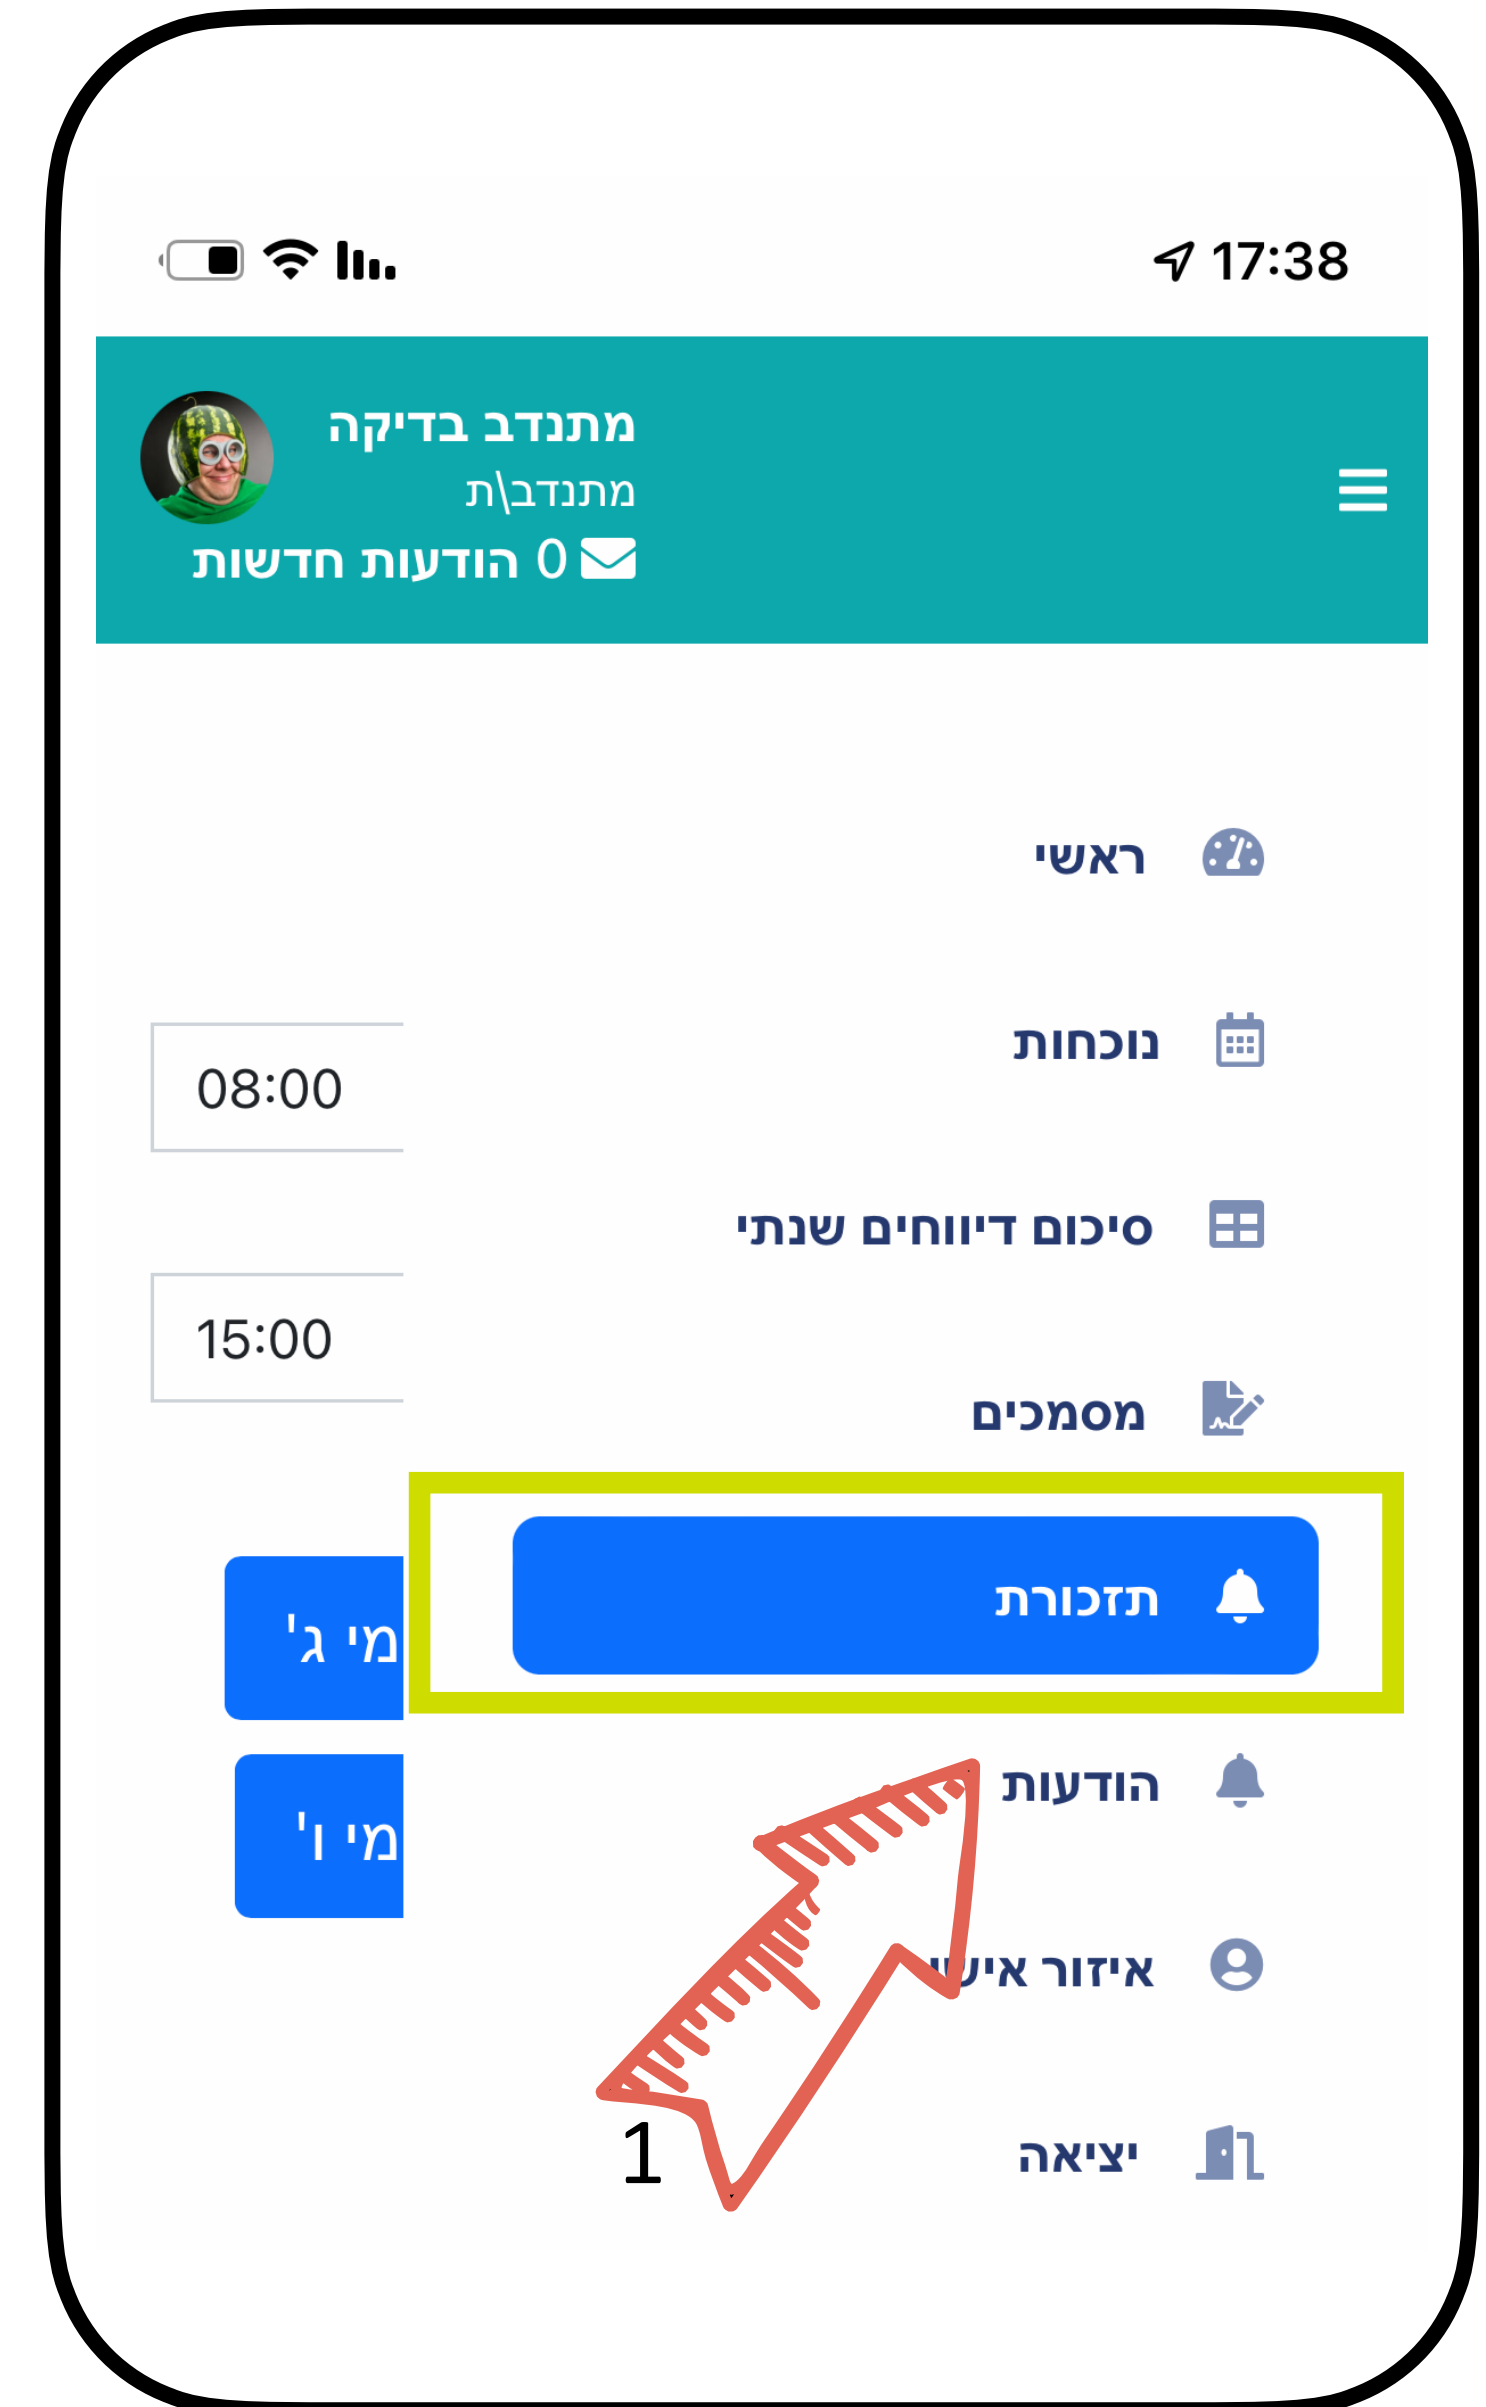 17:38
מתנדב בדיקה
מתנדב\ת
0 הודעות חדשות
ראשי
נוכחות
08:00
סיכום דיווחים שנתי
15:00
מסמכים
תזכורת
מי ג'
הודעות
מי ו'
איזור אישי
1
יציאה